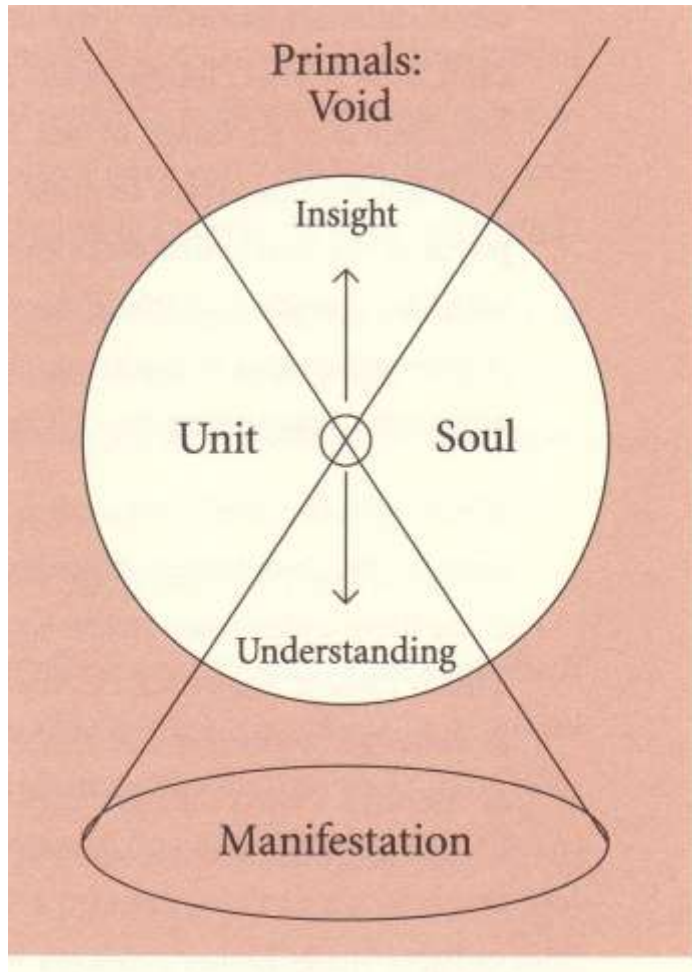 Primals:
Void
Insight
Unit
Soul
Understanding
Manifestation